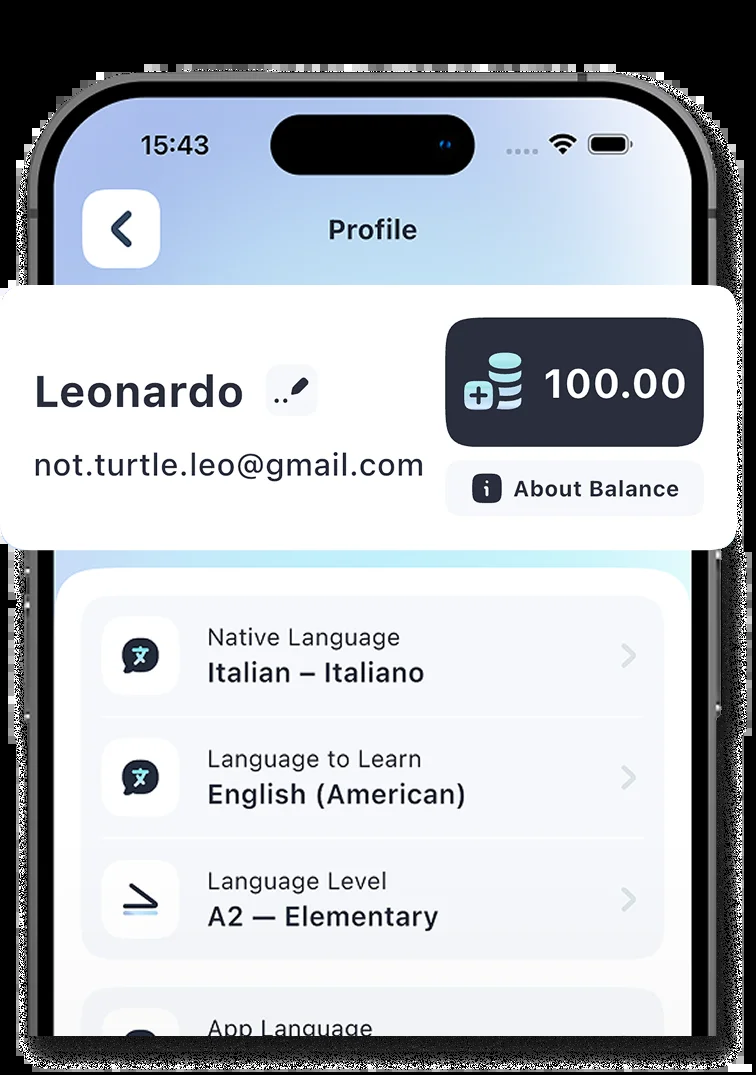 15:43
Profile
Leonardo
not.turtle.leo@gmail.com
100.00
About Balance
Native Language
Italian – Italiano
Language to Learn
English (American)
Language Level
A2 — Elementary
App Language